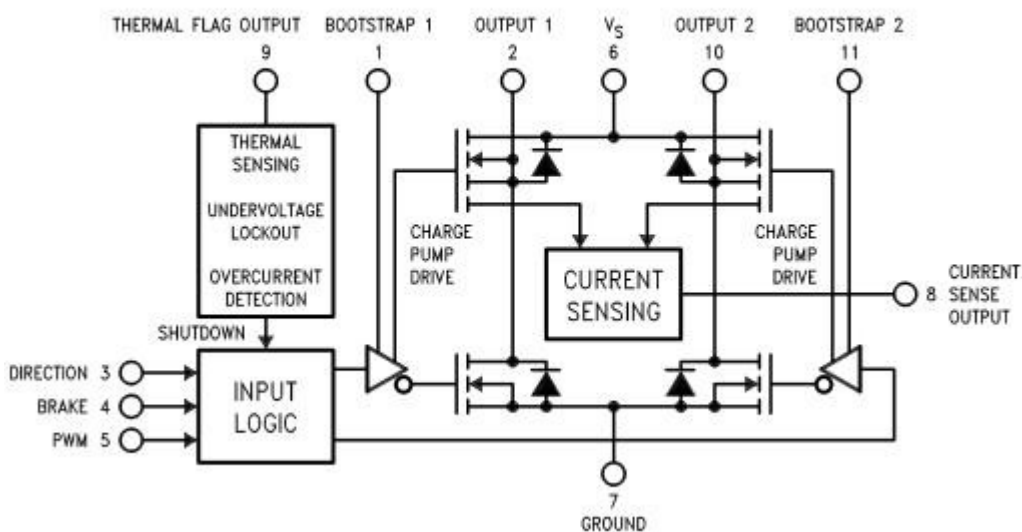 THERMAL FLAG OUTPUT
9
BOOTSTRAP 1
1
OUTPUT 1
2
VS
6
OUTPUT 2
10
BOOTSTRAP 2
11
THERMAL
SENSING
UNDERVOLTAGE
LOCKOUT
OVERCURRENT
DETECTION
CHARGE
PUMP
DRIVE
CURRENT
SENSING
CHARGE
PUMP
DRIVE
8 CURRENT
SENSE
OUTPUT
SHUTDOWN
DIRECTION 3
BRAKE 4
PWM 5
INPUT
LOGIC
7
GROUND